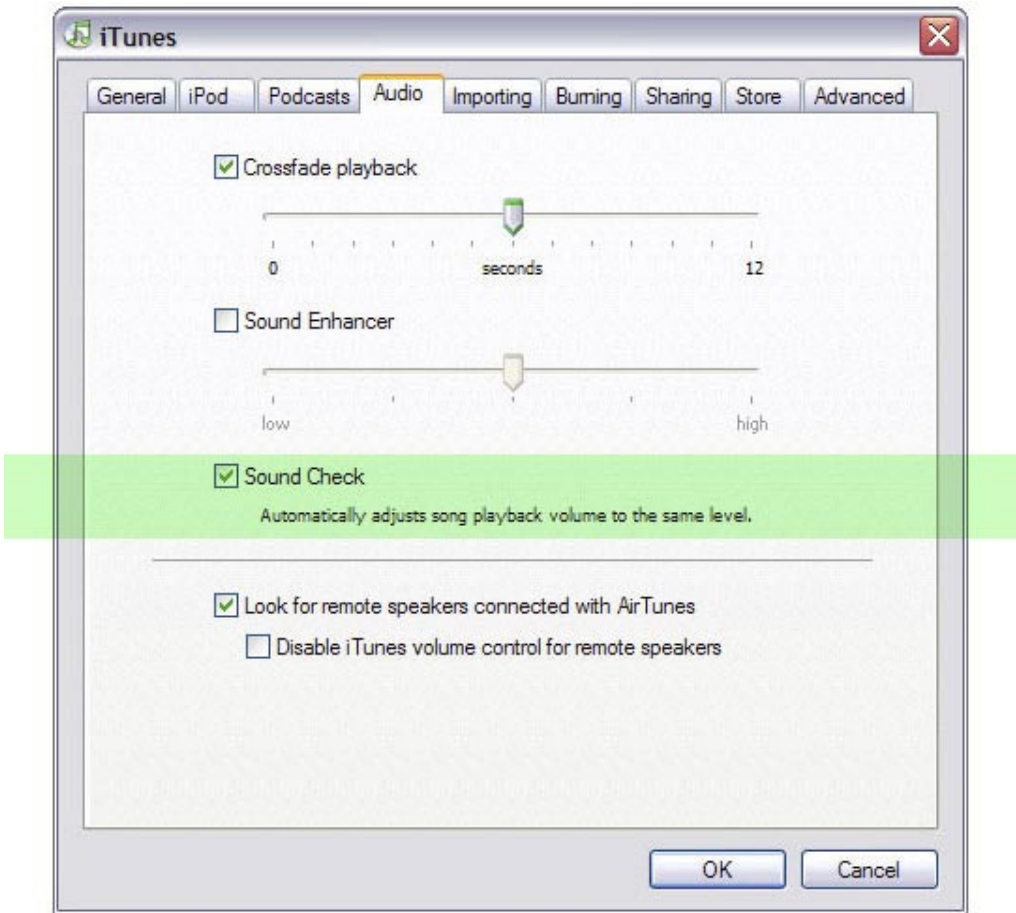 iTunes
General iPod Podcasts Audio Importing Burning Sharing Store Advanced
Crossfade playback
0 seconds 12
Sound Enhancer
low high
Sound Check
Automatically adjusts song playback volume to the same level.
Look for remote speakers connected with AirTunes
Disable iTunes volume control for remote speakers
OK Cancel